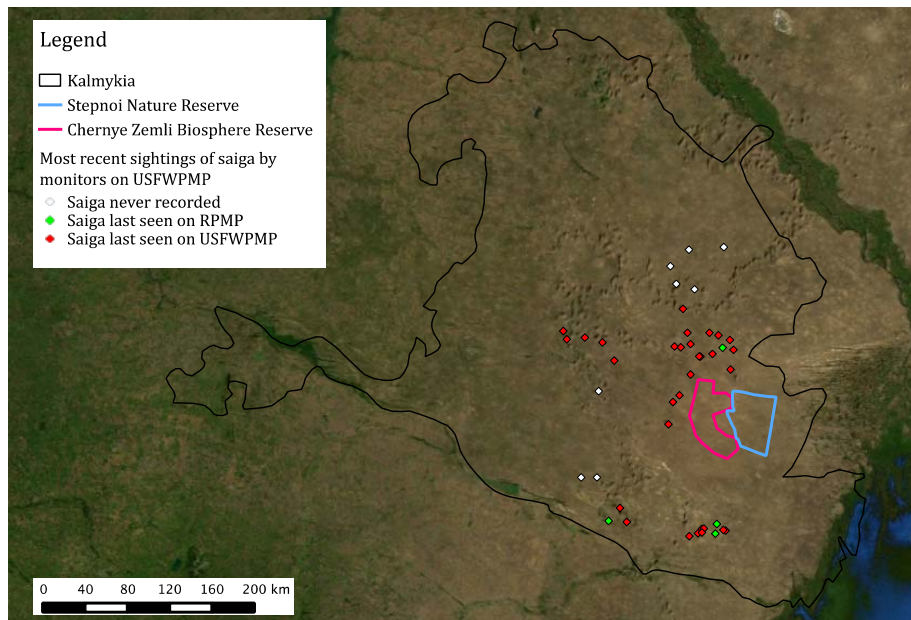 Legend
Kalmykia
Stepnoi Nature Reserve
Chernye Zemli Biosphere Reserve
Most recent sightings of saiga by
monitors on USFWPMP
Saiga never recorded
Saiga last seen on RPMP
Saiga last seen on USFWPMP
0 40 80 120 160 200 km